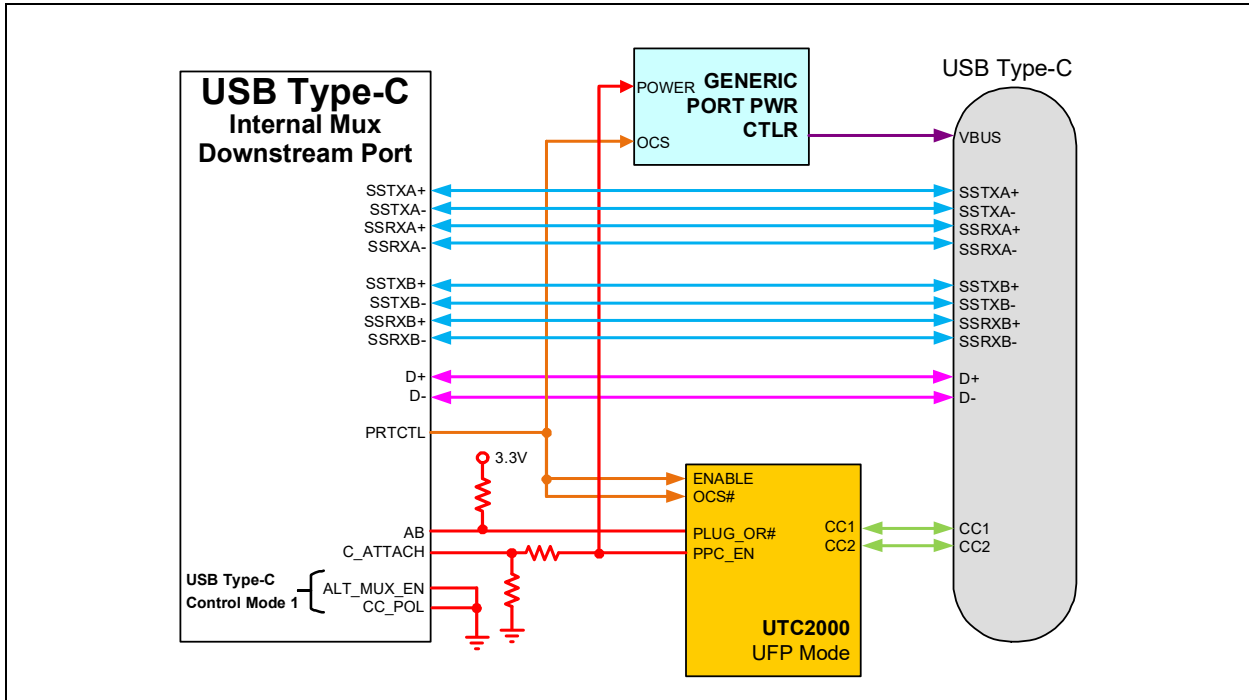 USB Type-C
Internal Mux
Downstream Port
SSTXA+
SSTXA-
SSRXA+
SSRXA-
SSTXB+
SSTXB-
SSRXB+
SSRXB-
D+
D-
PRTCTL
AB
C_ATTACH
ALT_MUX_EN
CC_POL
USB Type-C
Control Mode 1
3.3V
POWER
OCS
GENERIC
PORT PWR
CTLR
ENABLE
OCS#
PLUG_OR#
PPC_EN
CC1
CC2
UTC2000
UFP Mode
USB Type-C
VBUS
SSTXA+
SSTXA-
SSRXA+
SSRXA-
SSTXB+
SSTXB-
SSRXB+
SSRXB-
D+
D-
CC1
CC2